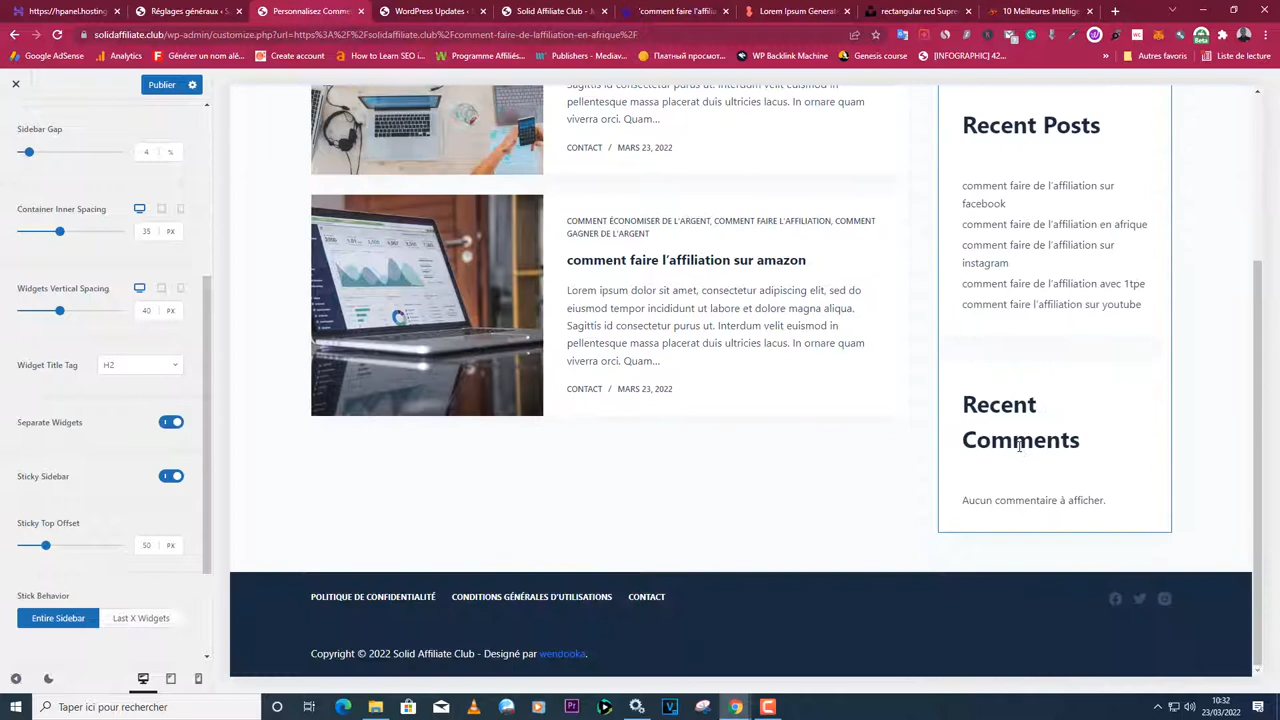 Réglages généraux ‹
Personnalisez Comme
WordPress Updates ‹
Solid Affiliate Club - Ju
'comment faire l'affilia
Lorem Ipsum Generat
rectangular red Supre
10 Meilleures Intellige
solidaffiliate.club/wp-admin/customize.php?url=https%3A%2F%2Fsolidaffiliate.club%2Fcomment-faire-de-laffiliation-en-afrique%2F
Google AdSense
Générer un nom al...
Create account
How to Learn SEO i...
Programme Affilié d...
Publishers - Mediav...
Платный просмот...
WP Backlink Machine
Genesis course
[INFOGRAPHIC] 42...
»
Autres favoris
Liste de lecture
Publier
Sidebar Gap
4 %
Container Inner Spacing
35 PX
Widgets Vertical Spacing
40 PX
Widget Title Tag
H2
Separate Widgets
Sticky Sidebar
Sticky Top Offset
50 PX
Stick Behavior
Entire Sidebar Last X Widgets
Sagittis id consectetur purus ut. Interdum velit euismod in
pellentesque massa placerat duis ultricies lacus. In ornare quam
viverra orci. Quam…
CONTACT / MARS 23, 2022
COMMENT ÉCONOMISER DE L'ARGENT, COMMENT FAIRE L'AFFILIATION, COMMENT
GAGNER DE L'ARGENT
comment faire l'affiliation sur amazon
Lorem ipsum dolor sit amet, consectetur adipiscing elit, sed do
eiusmod tempor incididunt ut labore et dolore magna aliqua.
Sagittis id consectetur purus ut. Interdum velit euismod in
pellentesque massa placerat duis ultricies lacus. In ornare quam
viverra orci. Quam…
CONTACT / MARS 23, 2022
Recent Posts
comment faire de l'affiliation sur
facebook
comment faire de l'affiliation en afrique
comment faire de l'affiliation sur
instagram
comment faire de l'affiliation avec 1tpe
comment faire l'affiliation sur youtube
Recent
Comments
Aucun commentaire à afficher.
POLITIQUE DE CONFIDENTIALITÉ CONDITIONS GÉNÉRALES D'UTILISATIONS CONTACT
Copyright © 2022 Solid Affiliate Club - Designé par wendooka.
Taper ici pour rechercher
10:32
23/03/2022